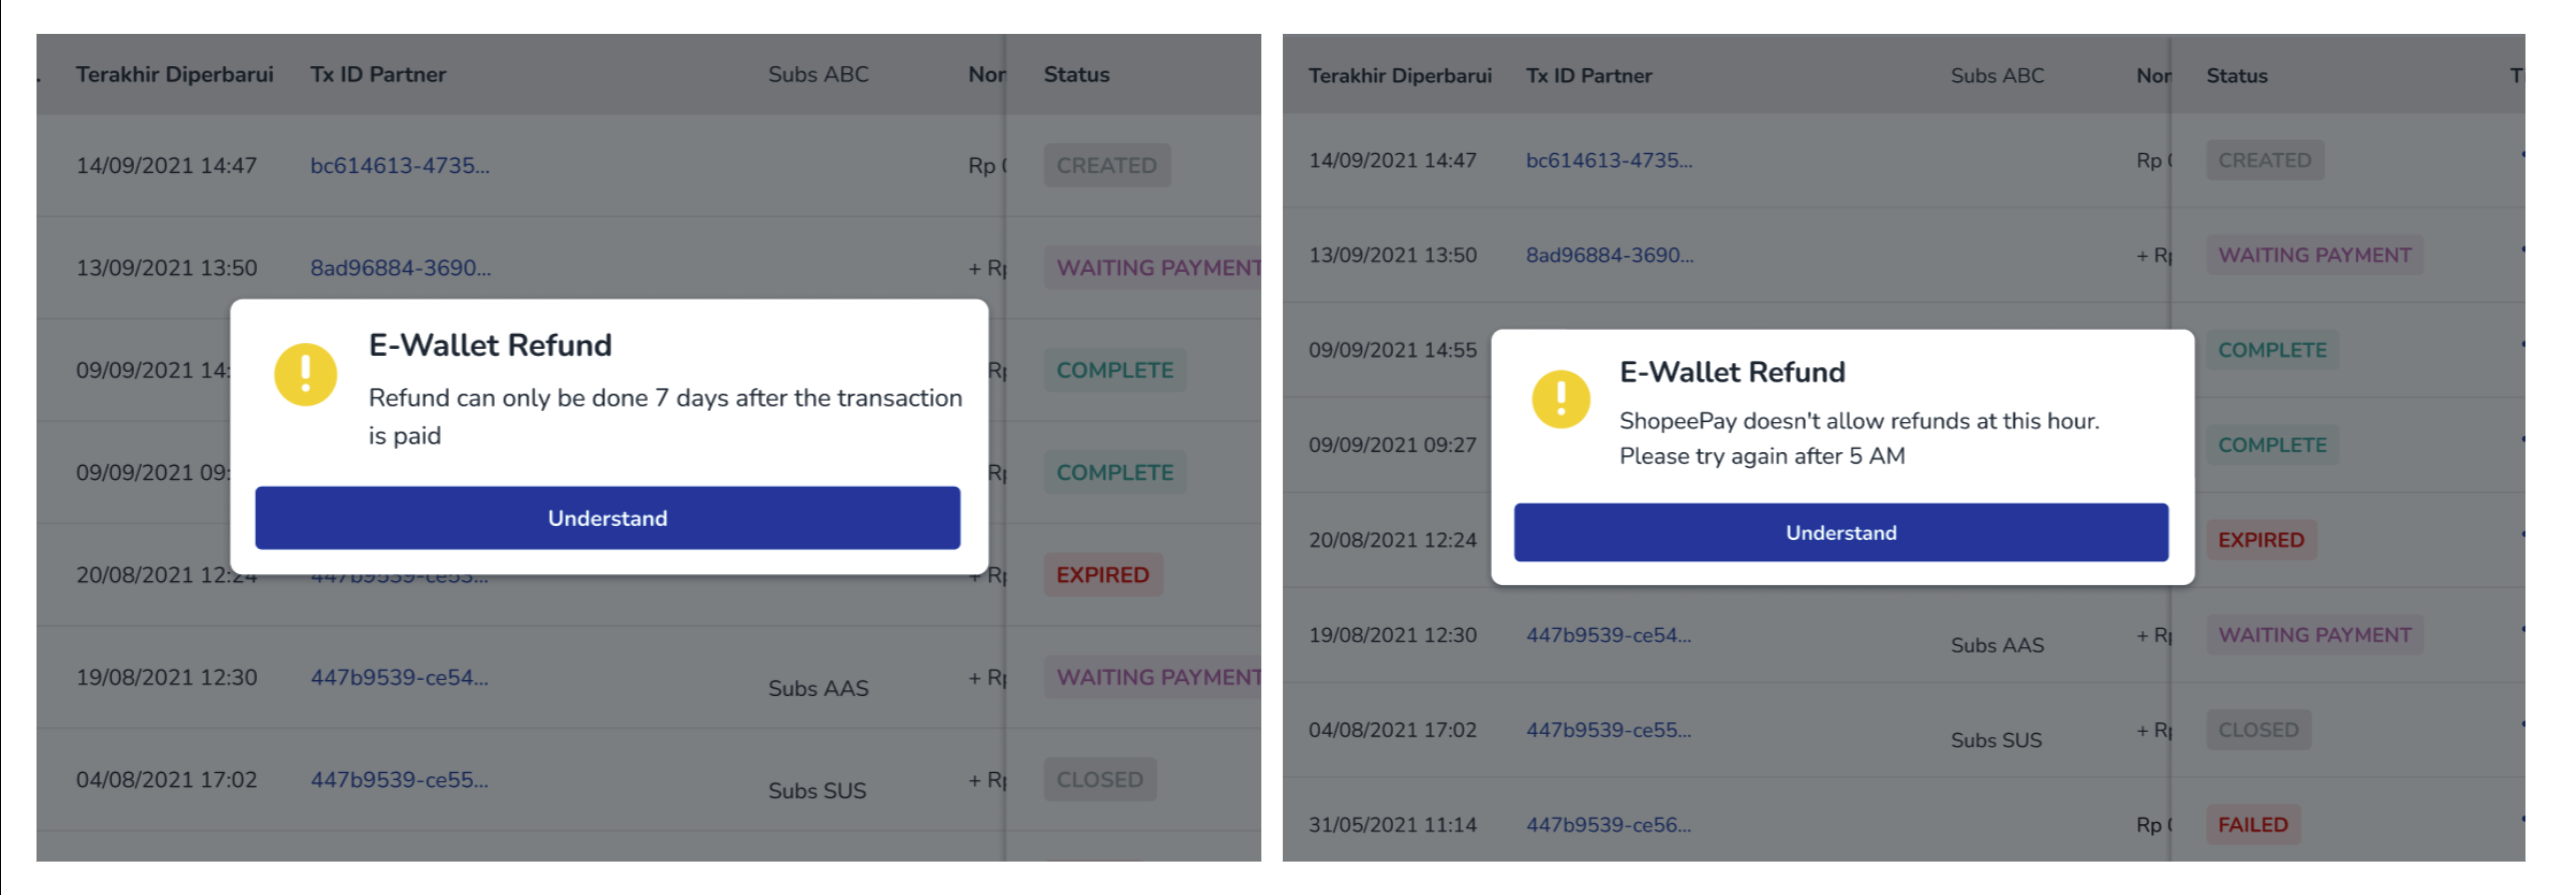 Terakhir Diperbarui Tx ID Partner Subs ABC Status
14/09/2021 14:47 bc614613-4735... Rp CREATED
13/09/2021 13:50 8ad96884-3690... + WAITING PAYMENT
09/09/2021 COMPLETE
09/09/2021 COMPLETE
E-Wallet Refund
Refund can only be done 7 days after the transaction
is paid
Understand
20/08/2021 12:24 447b9539-ce53... + EXPIRED
19/08/2021 12:30 447b9539-ce54... Subs AAS + WAITING PAYMENT
04/08/2021 17:02 447b9539-ce55... Subs SUS + CLOSED
Terakhir Diperbarui Tx ID Partner Subs ABC Status
14/09/2021 14:47 bc614613-4735... Rp CREATED
13/09/2021 13:50 8ad96884-3690... + WAITING PAYMENT
09/09/2021 14:55 COMPLETE
09/09/2021 09:27 COMPLETE
E-Wallet Refund
ShopeePay doesn't allow refunds at this hour.
Please try again after 5 AM
Understand
20/08/2021 12:24 EXPIRED
19/08/2021 12:30 447b9539-ce54... Subs AAS + WAITING PAYMENT
04/08/2021 17:02 447b9539-ce55... Subs SUS + CLOSED
31/05/2021 11:14 447b9539-ce56... Rp FAILED